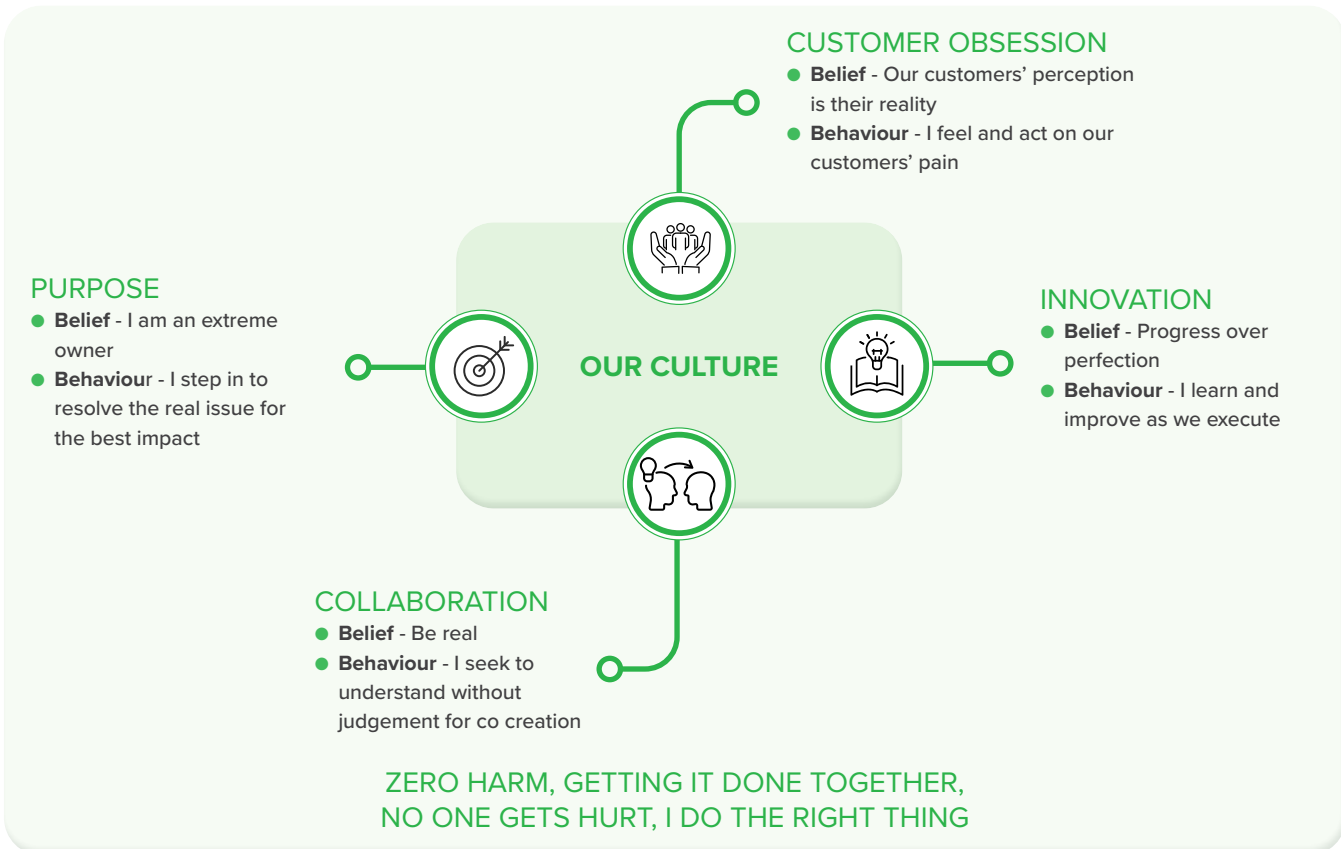 CUSTOMER OBSESSION
● Belief - Our customers’ perception
is their reality
● Behaviour - I feel and act on our
customers’ pain
PURPOSE
● Belief - I am an extreme
owner
● Behaviour - I step in to
resolve the real issue for
the best impact
OUR CULTURE
INNOVATION
● Belief - Progress over
perfection
● Behaviour - I learn and
improve as we execute
COLLABORATION
● Belief - Be real
● Behaviour - I seek to
understand without
judgement for co creation
ZERO HARM, GETTING IT DONE TOGETHER,
NO ONE GETS HURT, I DO THE RIGHT THING